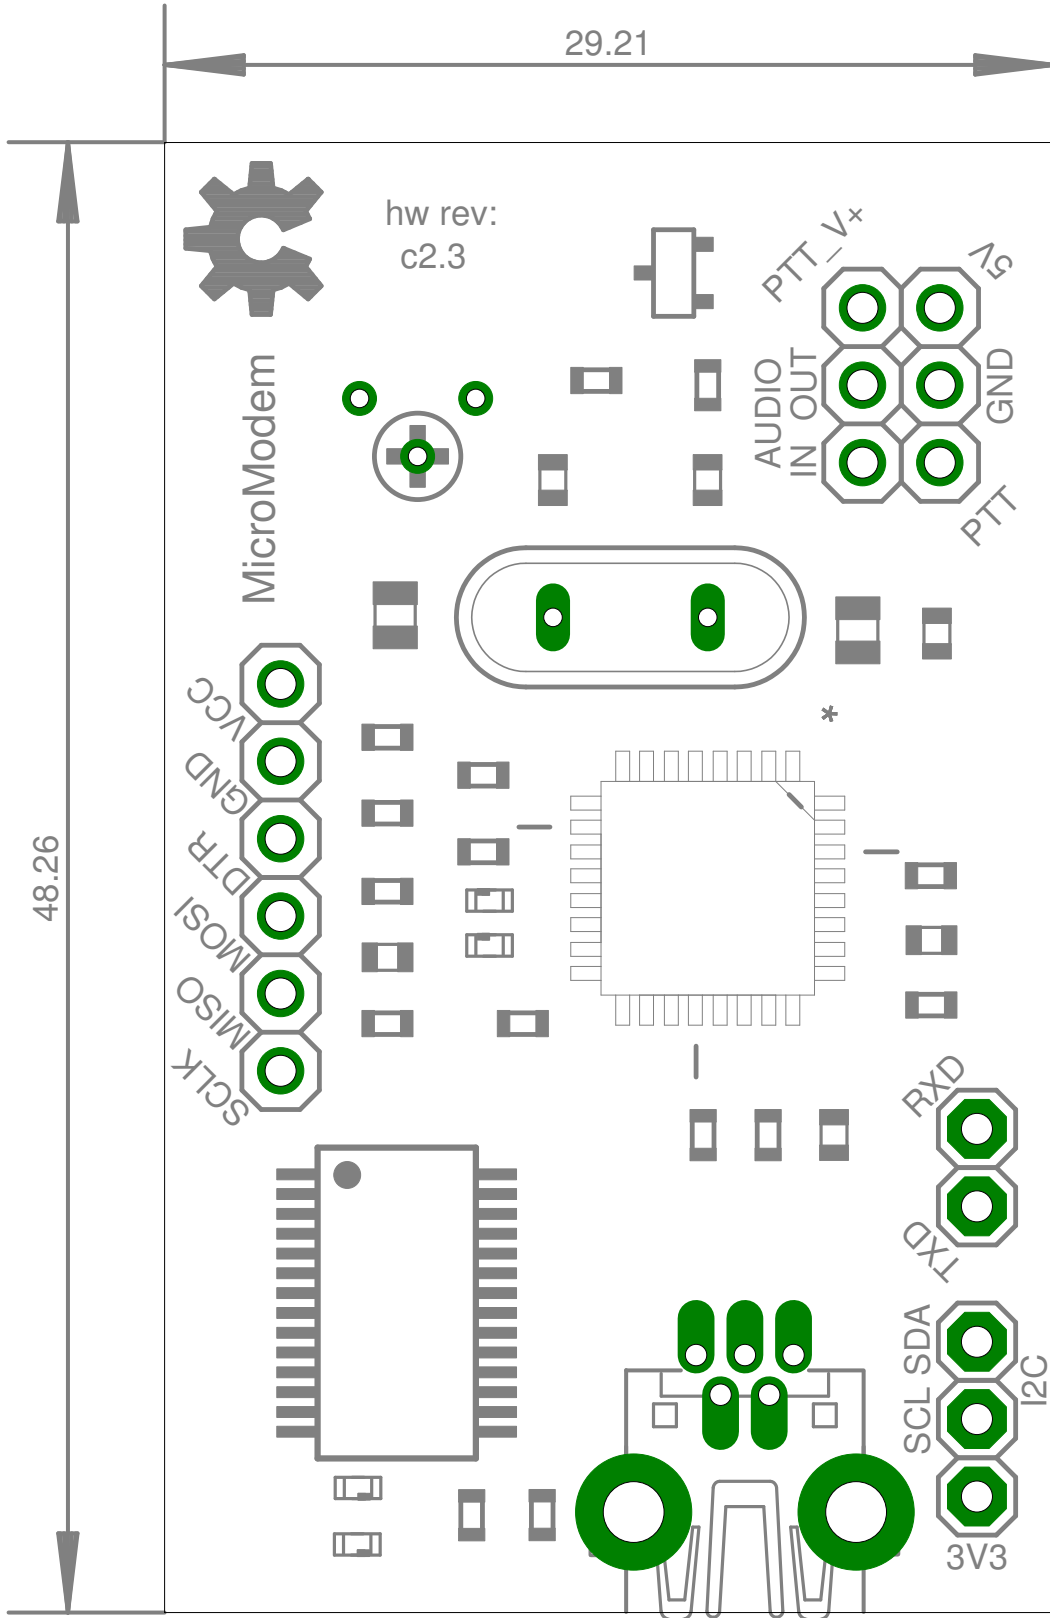 29.21
48.26
hw rev:
c2.3
MicroModem
PTT_V+
5V
AUDIO
IN OUT
GND
PTT
*
VCC
GND
DTR
MOSI
MISO
SCLK
RXD
TXD
SCL SDA
I2C
3V3